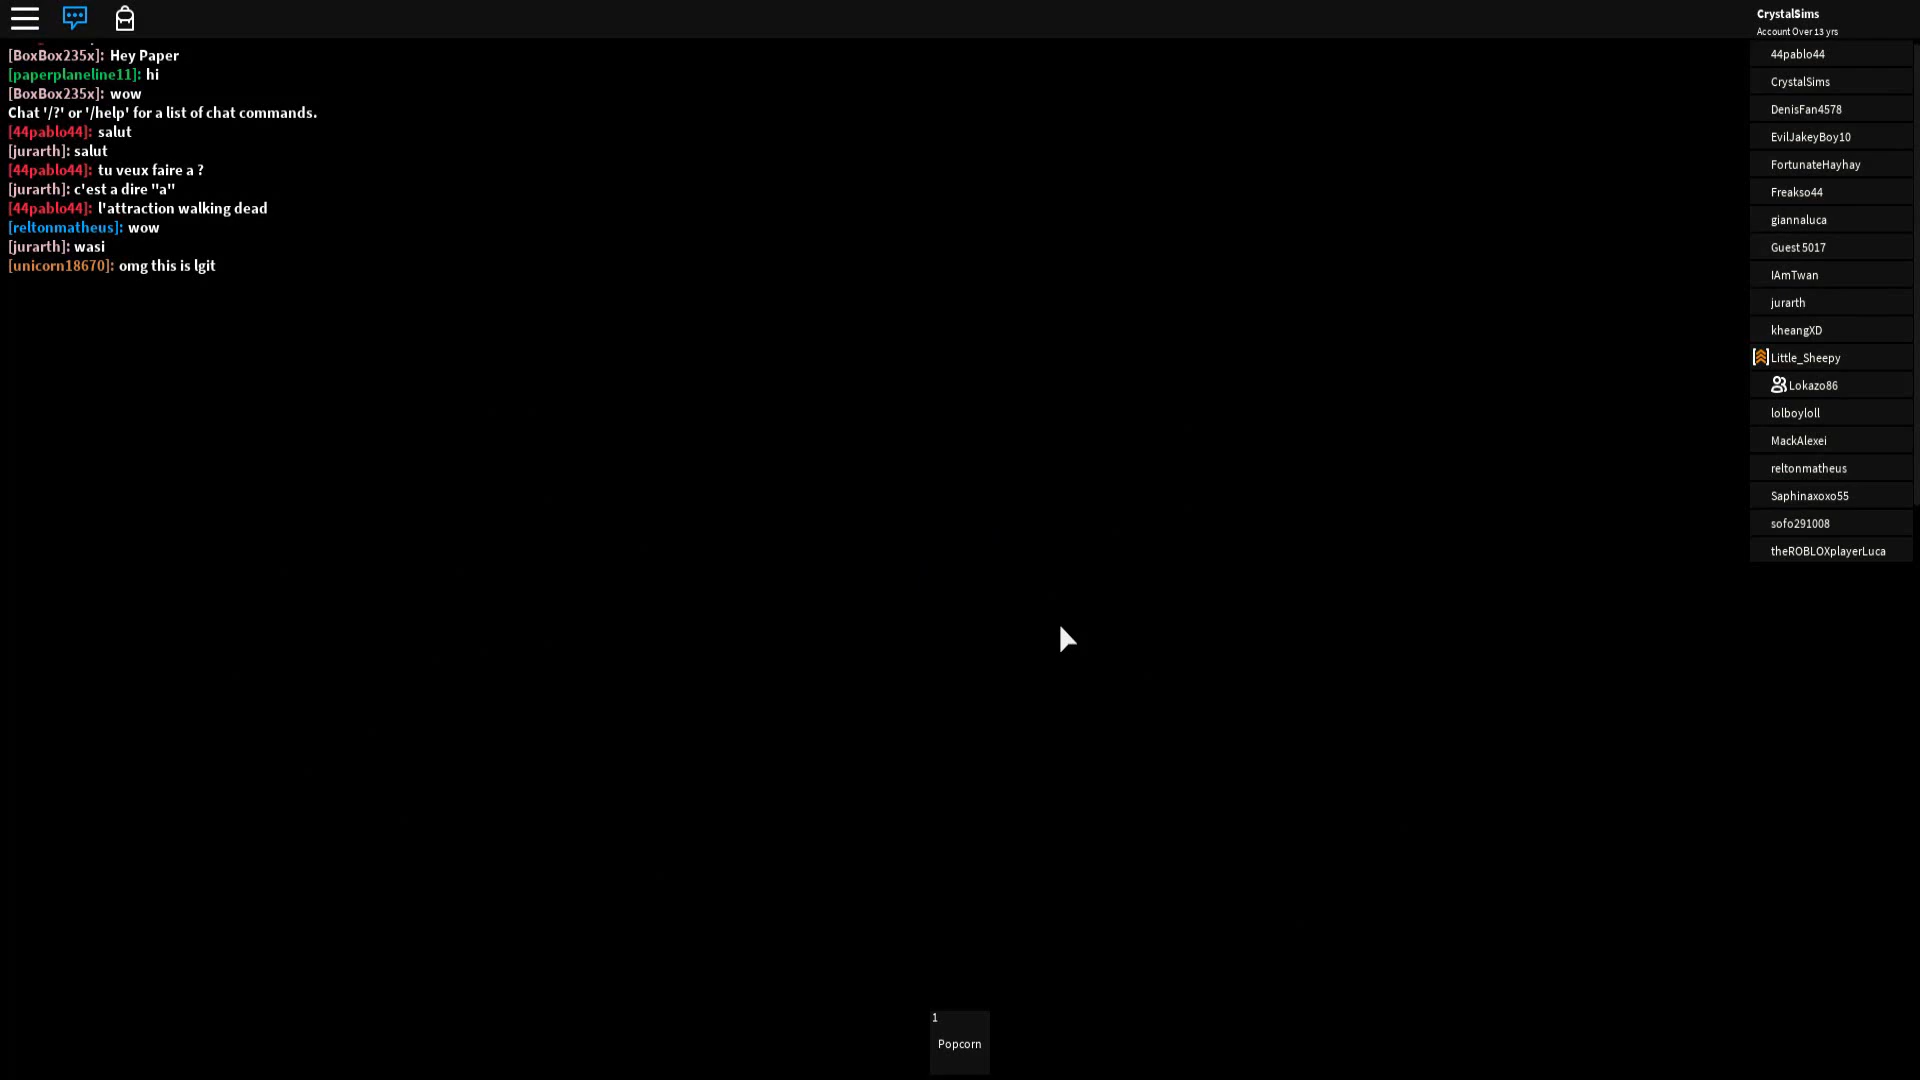 CrystalSims
Account Over 13 yrs
[BoxBox235x]: Hey Paper
[paperplaneline11]: hi
[BoxBox235x]: wow
Chat '/?' or '/help' for a list of chat commands.
[44pablo44]: salut
[jurarth]: salut
[44pablo44]: tu veux faire a ?
[jurarth]: c'est a dire "a"
[44pablo44]: l'attraction walking dead
[reltonmatheus]: wow
[jurarth]: wasi
[unicorn18670]: omg this is lgit
44pablo44
CrystalSims
DenisFan4578
EvilJakeyBoy10
FortunateHayhay
Freakso44
giannaluca
Guest 5017
IAmTwan
jurarth
kheangXD
Little_Sheepy
Lokazo86
lolboyloll
MackAlexei
reltonmatheus
Saphinaxoxo55
sofo291008
theROBLOXplayerLuca
1
Popcorn